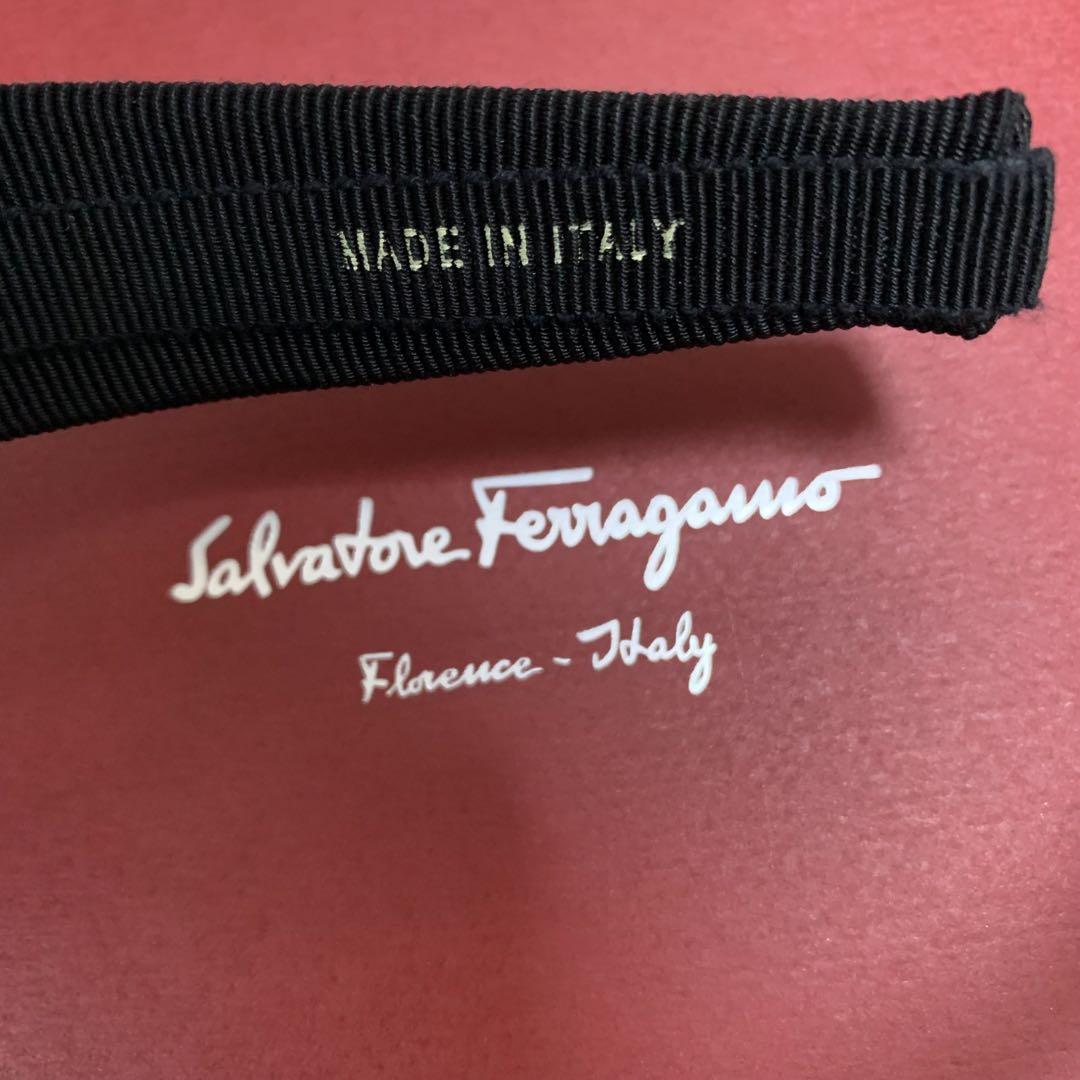 MADE IN ITALY
Salvatore Ferragamo
Florence - Italy